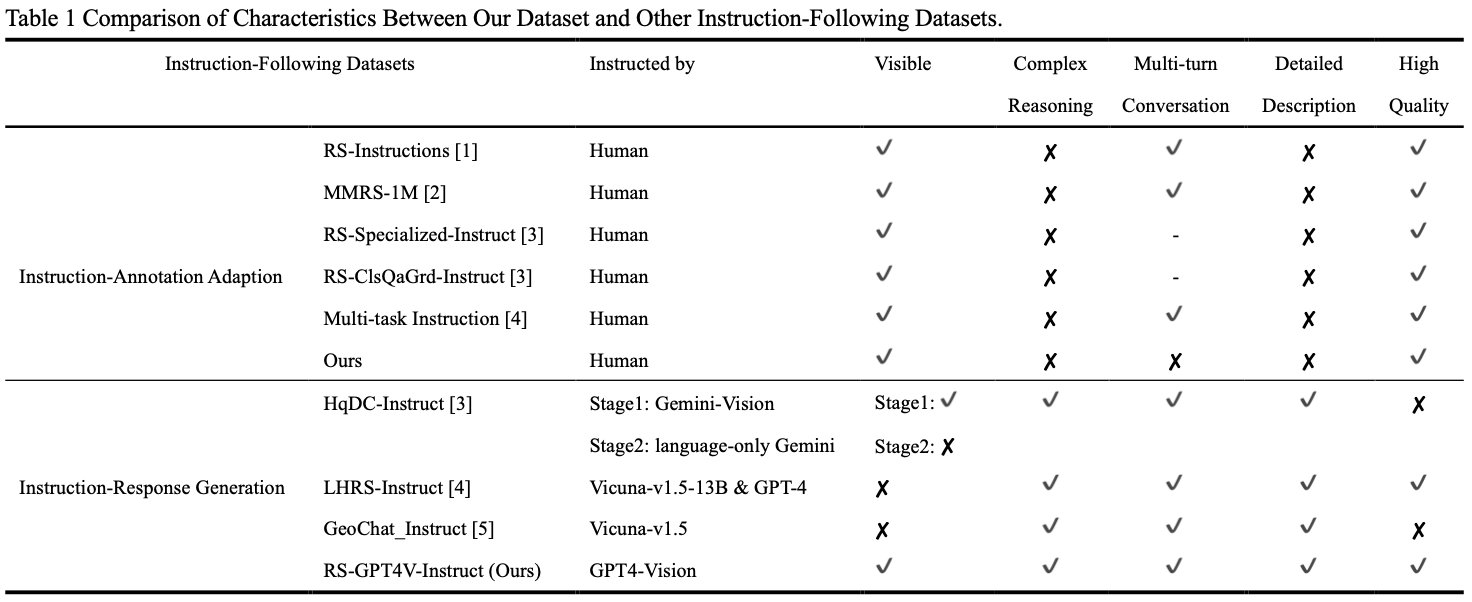 Table 1 Comparison of Characteristics Between Our Dataset and Other Instruction-Following Datasets.
Instruction-Following Datasets Instructed by Visible Complex Reasoning Multi-turn Conversation Detailed Description High Quality
RS-Instructions [1] Human ✓ ✗ ✓ ✗ ✓
MMRS-1M [2] Human ✓ ✗ ✓ ✗ ✓
RS-Specialized-Instruct [3] Human ✓ ✗ - ✗ ✓
Instruction-Annotation Adaption RS-ClsQaGrd-Instruct [3] Human ✓ ✗ - ✗ ✓
Multi-task Instruction [4] Human ✓ ✗ ✓ ✗ ✓
Ours Human ✓ ✗ ✗ ✗ ✓
HqDC-Instruct [3] Stage1: Gemini-Vision Stage1: ✓ ✓ ✓ ✓ ✗
Stage2: language-only Gemini Stage2: ✗
Instruction-Response Generation LHRS-Instruct [4] Vicuna-v1.5-13B & GPT-4 ✗ ✓ ✓ ✓ ✓
GeoChat_Instruct [5] Vicuna-v1.5 ✗ ✓ ✓ ✓ ✗
RS-GPT4V-Instruct (Ours) GPT4-Vision ✓ ✓ ✓ ✓ ✓